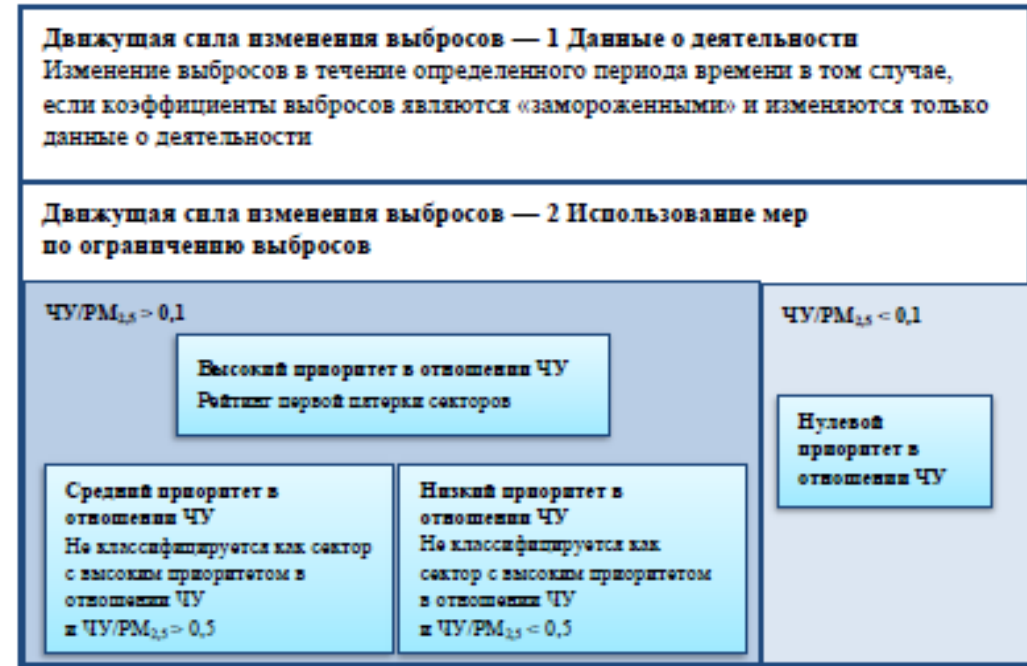 Движущая сила изменения выбросов — 1 Данные о деятельности
Изменение выбросов в течение определенного периода времени в том случае,
если коэффициенты выбросов являются «замороженными» и изменяются только
данные о деятельности
Движущая сила изменения выбросов — 2 Использование мер
по ограничению выбросов
ЧУ/PM2,5 > 0,1
Высокий приоритет в отношении ЧУ
Рейтинг первой пятерки секторов
Средний приоритет в
отношении ЧУ
Не классифицируется как сектор
с высоким приоритетом в
отношении ЧУ
и ЧУ/PM2,5 > 0,5
Низкий приоритет в
отношении ЧУ
Не классифицируется как
сектор с высоким приоритетом
в отношении ЧУ
и ЧУ/PM2,5 < 0,5
ЧУ/PM2,5 < 0,1
Нулевой
приоритет в
отношении ЧУ